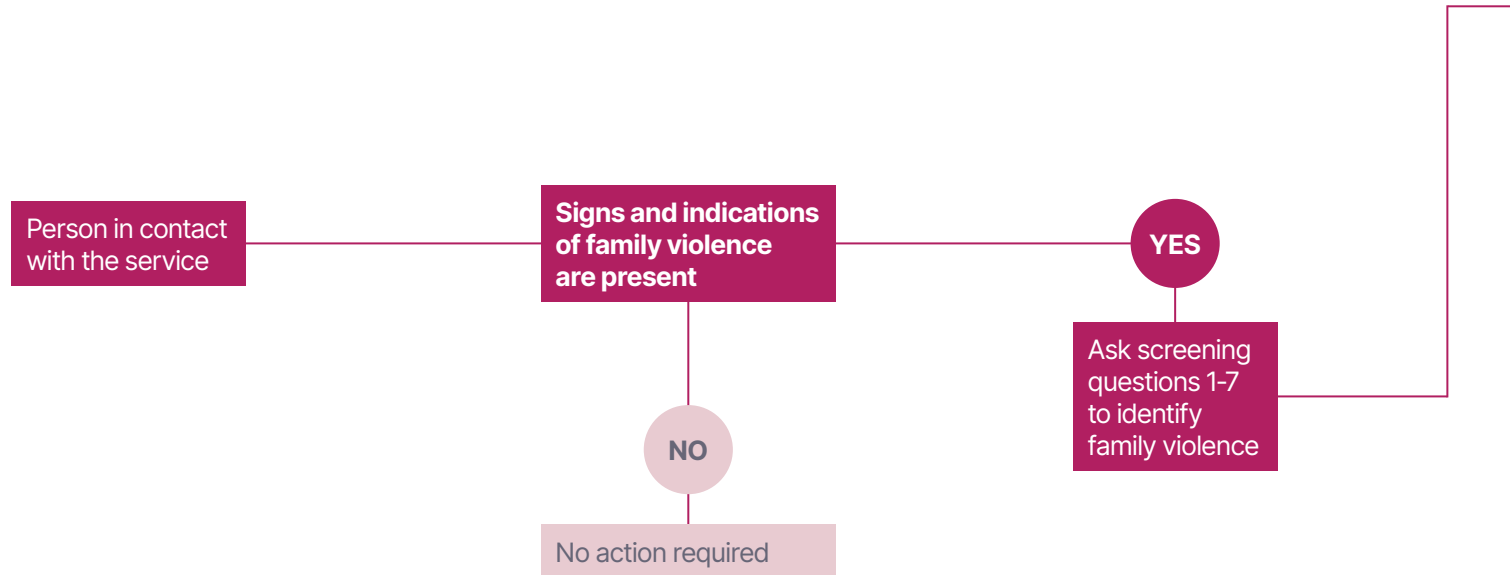 Person in contact
with the service
Signs and indications
of family violence
are present
YES
Ask screening
questions 1-7
to identify
family violence
NO
No action required